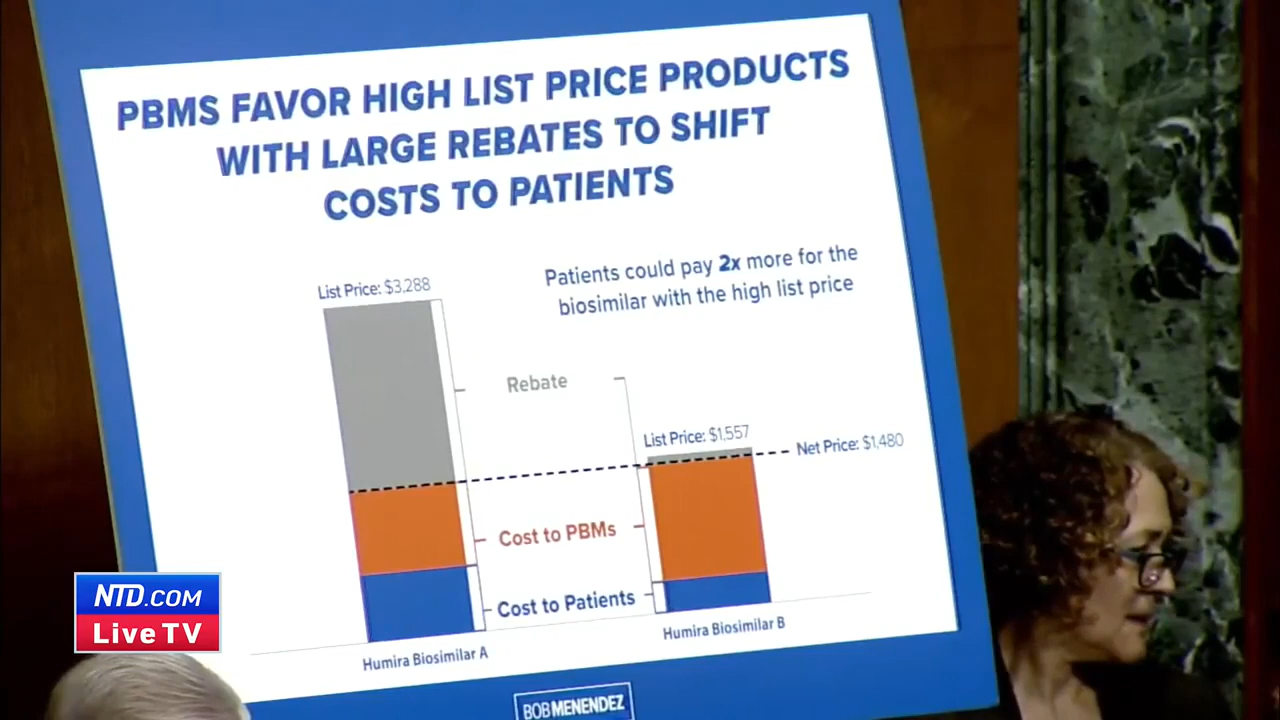 PBMS FAVOR HIGH LIST PRICE PRODUCTS
WITH LARGE REBATES TO SHIFT
COSTS TO PATIENTS
Patients could pay 2x more for the
biosimilar with the high list price
List Price: $3,288
Rebate
List Price: $1,557
Net Price: $1,480
Cost to PBMs
Cost to Patients
Humira Biosimilar A
Humira Biosimilar B
BOB MENENDEZ
NTD.COM
Live TV